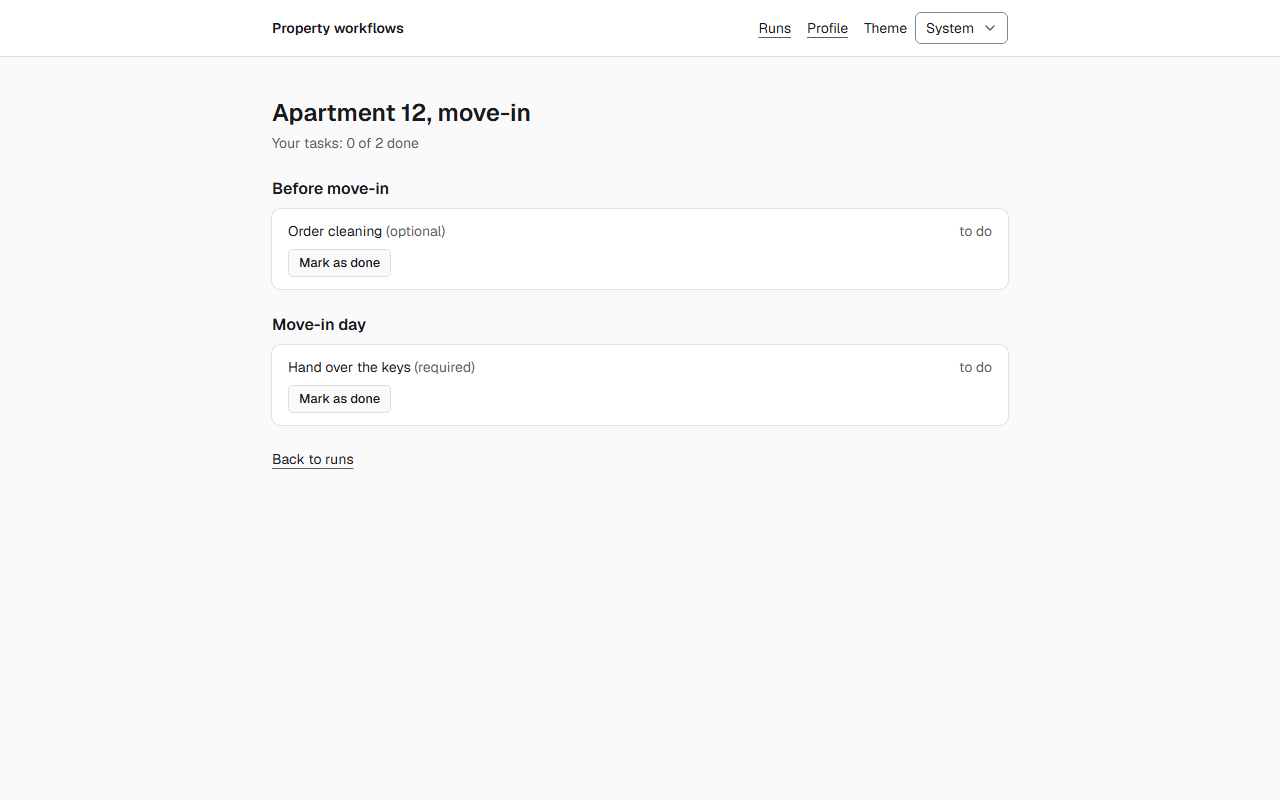 Property workflows
Runs Profile Theme System
Apartment 12, move-in
Your tasks: 0 of 2 done
Before move-in
Order cleaning (optional) to do
Mark as done
Move-in day
Hand over the keys (required) to do
Mark as done
Back to runs